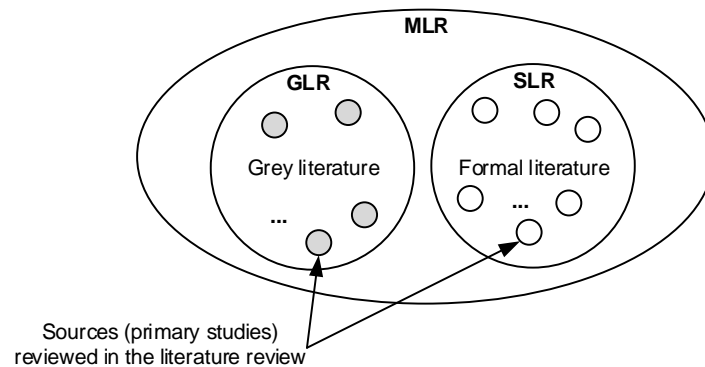 MLR
GLR
SLR
Grey literature
Formal literature
...
...
Sources (primary studies)
reviewed in the literature review